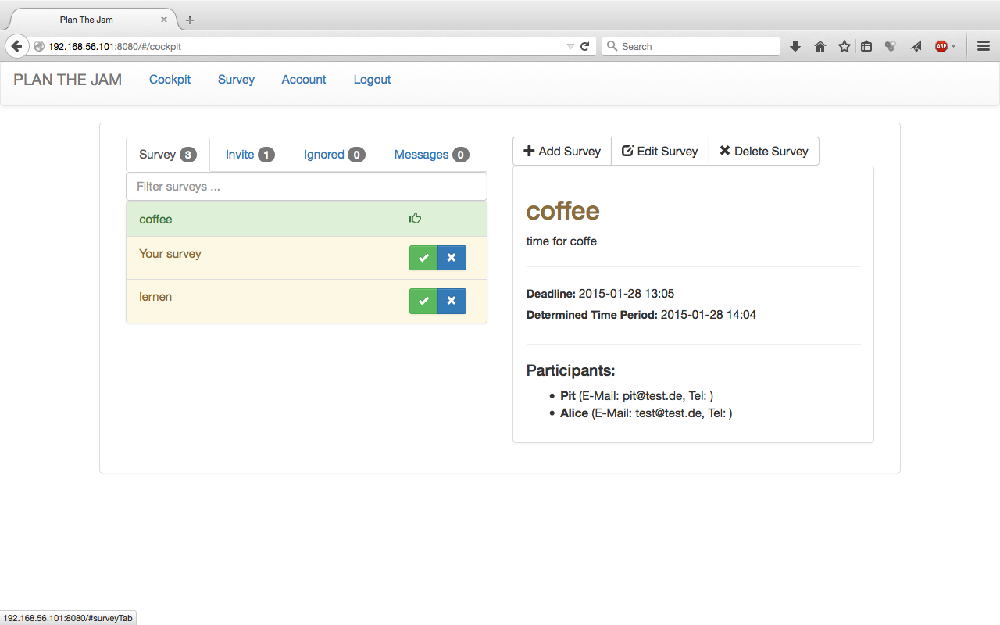 Plan The Jam
192.168.56.101:8080/#/cockpit
Search
ABP
PLAN THE JAM Cockpit Survey Account Logout
Survey 3 Invite 1 Ignored 0 Messages 0
Add Survey Edit Survey Delete Survey
Filter surveys ...
coffee
Your survey
lernen
coffee
time for coffe
Deadline: 2015-01-28 13:05
Determined Time Period: 2015-01-28 14:04
Participants:
• Pit (E-Mail: pit@test.de, Tel: )
• Alice (E-Mail: test@test.de, Tel: )
192.168.56.101:8080/#surveyTab